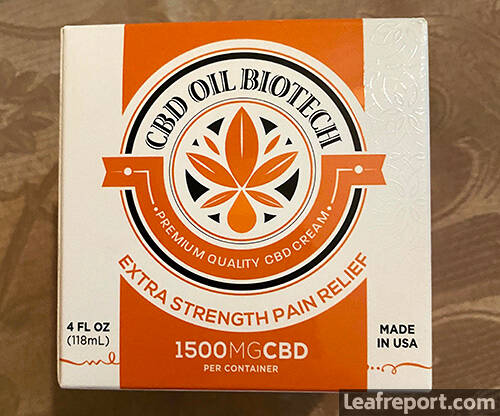 CBD OIL BIOTECH
•PREMIUM QUALITY CBD CREAM•
EXTRA STRENGTH PAIN RELIEF
4 FL OZ
(118mL)
1500MGCBD
PER CONTAINER
MADE
IN USA
Leafreport.com